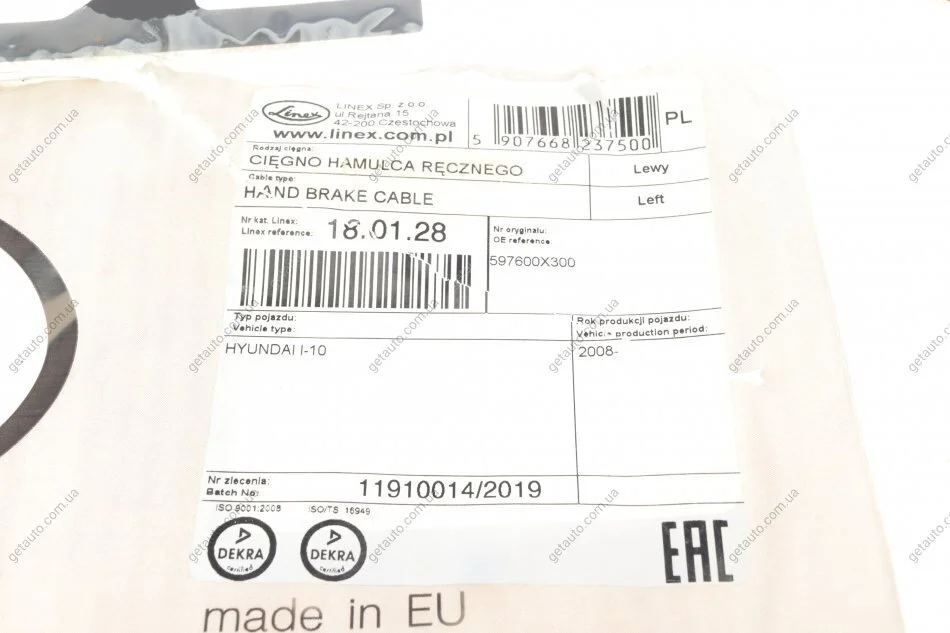 Linex
LINEX Sp. z o.o.
ul Rejtana 15
42-200 Częstochowa
www.linex.com.pl
5 907668 237500
PL
Rodzaj cięgna:
CIĘGNO HAMULCA RĘCZNEGO
Lewy
Cable type:
HAND BRAKE CABLE
Left
Nr kat. Linex:
Linex reference:
18.01.28
Nr oryginału:
OE reference
597600X300
Typ pojazdu:
Vehicle type:
Rok produkcji pojazdu:
Vehicle production period:
HYUNDAI I-10
2008-
Nr zlecenia:
Batch No:
11910014/2019
ISO 9001:2008
ISO/TS 16949
DEKRA
certified
DEKRA
certified
EAC
made in EU
getauto.com.ua